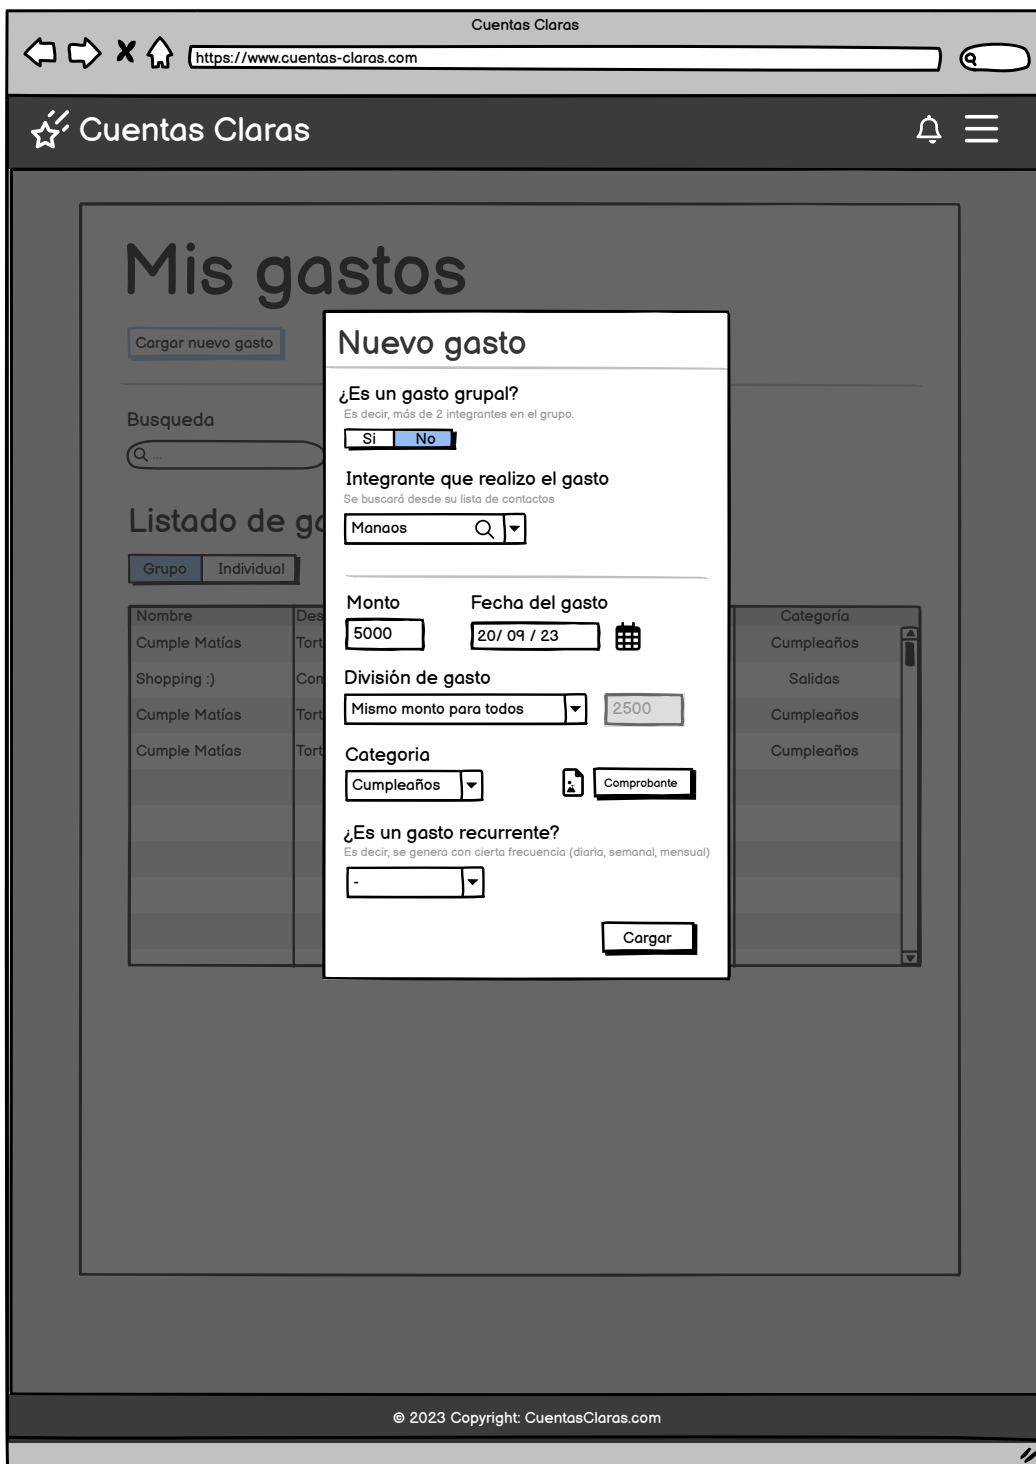 Cuentas Claras
https://www.cuentas-claras.com
Cuentas Claras
Mis gastos
Cargar nuevo gasto
Busqueda
...
Listado de
Grupo Individual
Nombre Categoría
Cumple Matías Cumpleaños
Shopping :) Salidas
Cumple Matías Cumpleaños
Cumple Matías Cumpleaños
Nuevo gasto
¿Es un gasto grupal?
Es decir, más de 2 integrantes en el grupo.
Si No
Integrante que realizo el gasto
Se buscará desde su lista de contactos
Manaos
Monto Fecha del gasto
5000 20/ 09 / 23
División de gasto
Mismo monto para todos 2500
Categoria
Cumpleaños Comprobante
¿Es un gasto recurrente?
Es decir, se genera con cierta frecuencia (diaria, semanal, mensual)
-
Cargar
© 2023 Copyright: CuentasClaras.com